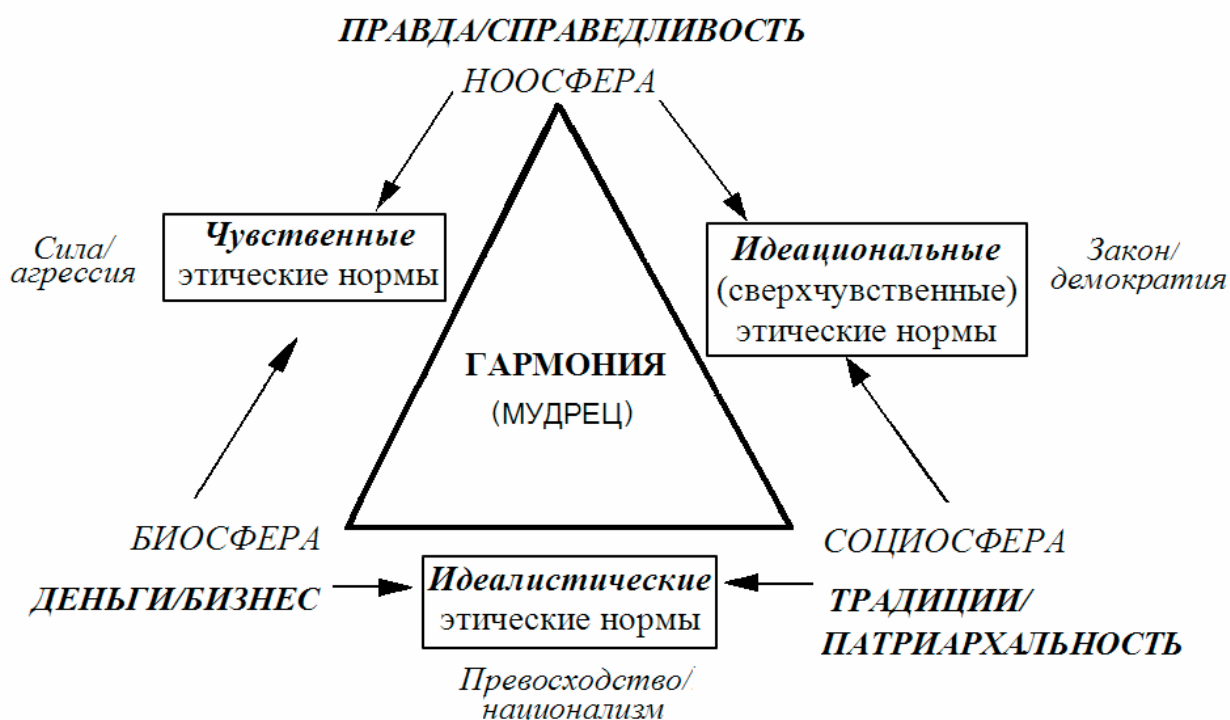 ПРАВДА/СПРАВЕДЛИВОСТЬ
НООСФЕРА
Чувственные
этические нормы
Сила/
агрессия
Идеациональные
(сверхчувственные)
этические нормы
Закон/
демократия
ГАРМОНИЯ
(МУДРЕЦ)
БИОСФЕРА
ДЕНЬГИ/БИЗНЕС
Идеалистические
этические нормы
СОЦИОСФЕРА
ТРАДИЦИИ/
ПАТРИАРХАЛЬНОСТЬ
Превосходство/
национализм